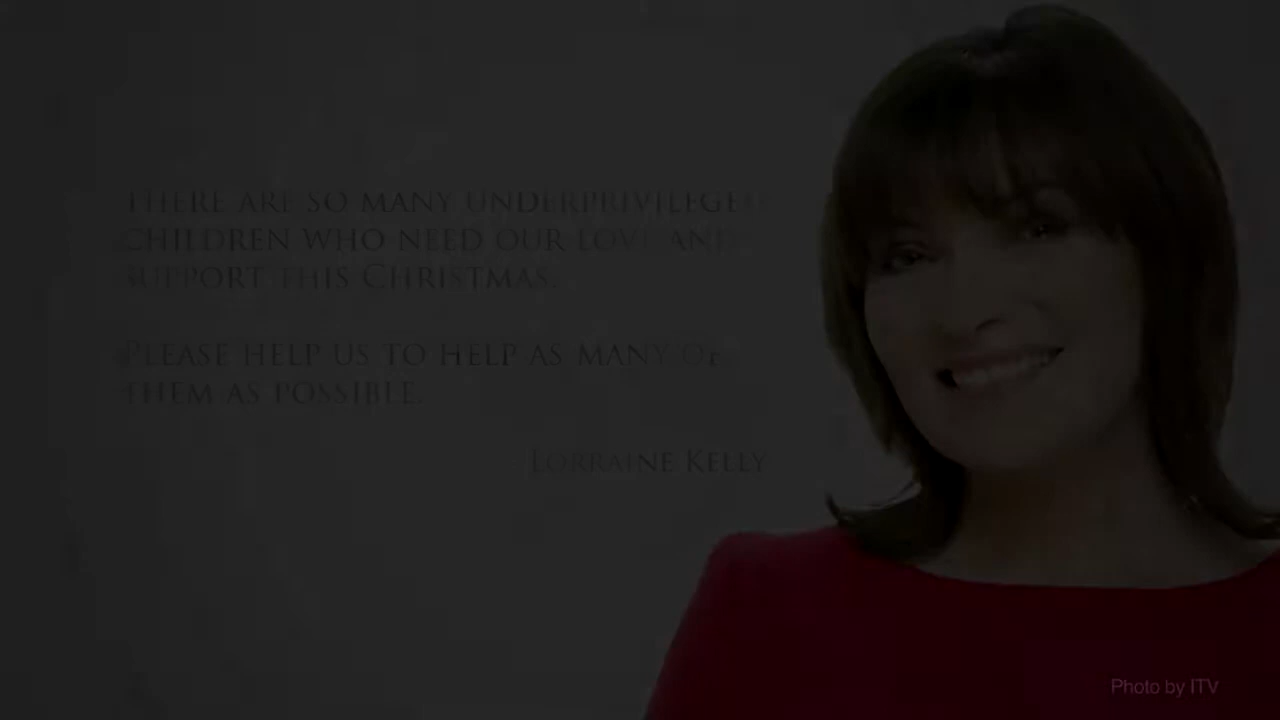 There are so many underprivileged
children who need our love and
support this Christmas.
Please help us to help as many of
them as possible.
Lorraine Kelly
Photo by ITV